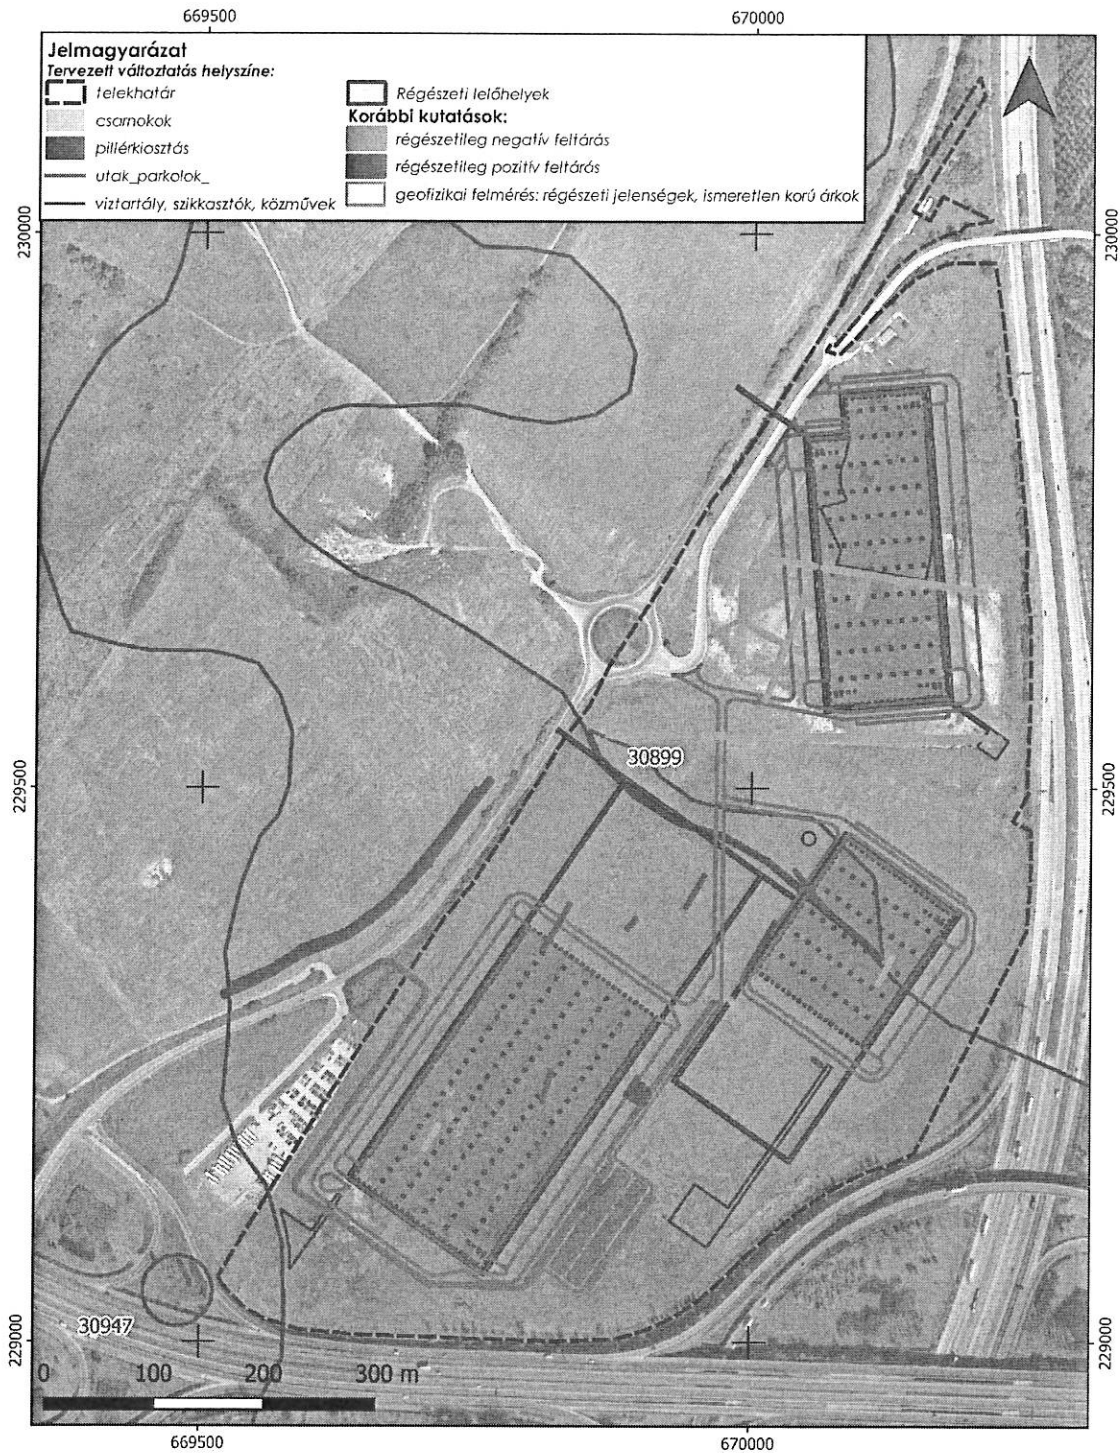 669500
670000
Jelmagyarázat
Tervezett változtatás helyszíne:
telekhatár
csarnokok
pillérkiosztás
utak_parkolok_
víztartály, szikkasztók, közművek
Régészeti lelőhelyek
Korábbi kutatások:
régészetileg negatív feltárás
régészetileg pozitív feltárás
geofizikai felmérés: régészeti jelenségek, ismeretlen korú árkok
230000
230000
30899
229500
229500
30947
229000
229000
0 100 200 300 m
669500
670000